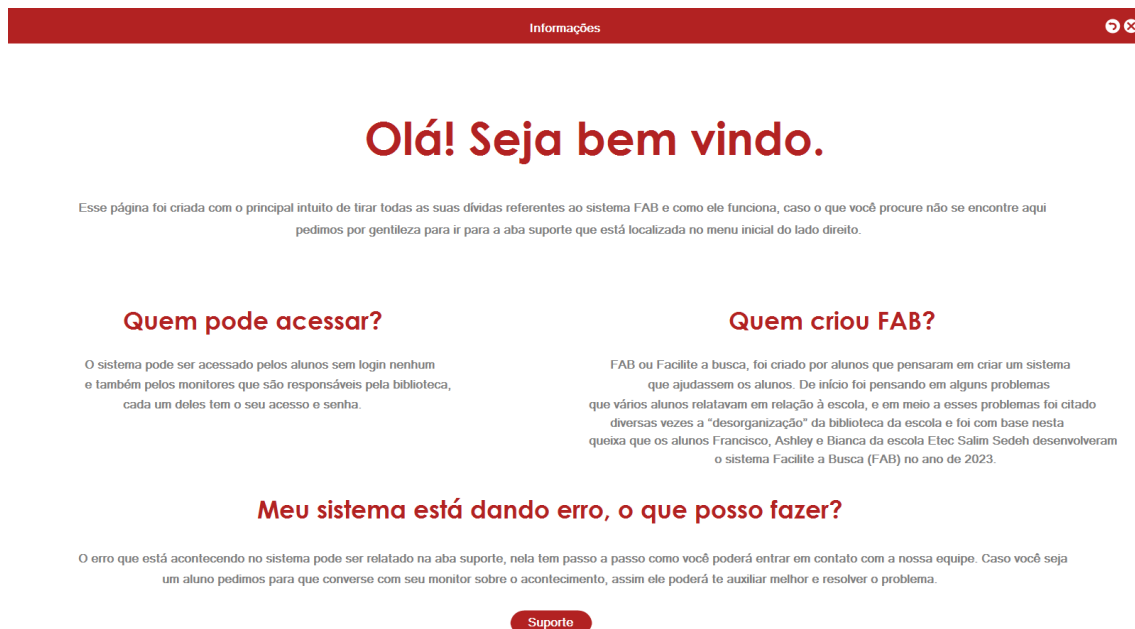 Informações
Olá! Seja bem vindo.
Esse página foi criada com o principal intuito de tirar todas as suas dívidas referentes ao sistema FAB e como ele funciona, caso o que você procure não se encontre aqui
pedimos por gentileza para ir para a aba suporte que está localizada no menu inicial do lado direito.
Quem pode acessar?
O sistema pode ser acessado pelos alunos sem login nenhum
e também pelos monitores que são responsáveis pela biblioteca,
cada um deles tem o seu acesso e senha.
Quem criou FAB?
FAB ou Facilite a busca, foi criado por alunos que pensaram em criar um sistema
que ajudassem os alunos. De início foi pensando em alguns problemas
que vários alunos relatavam em relação à escola, e em meio a esses problemas foi citado
diversas vezes a “desorganização” da biblioteca da escola e foi com base nesta
queixa que os alunos Francisco, Ashley e Bianca da escola Etec Salim Sedeh desenvolveram
o sistema Facilite a Busca (FAB) no ano de 2023.
Meu sistema está dando erro, o que posso fazer?
O erro que está acontecendo no sistema pode ser relatado na aba suporte, nela tem passo a passo como você poderá entrar em contato com a nossa equipe. Caso você seja
um aluno pedimos para que converse com seu monitor sobre o acontecimento, assim ele poderá te auxiliar melhor e resolver o problema.
Suporte